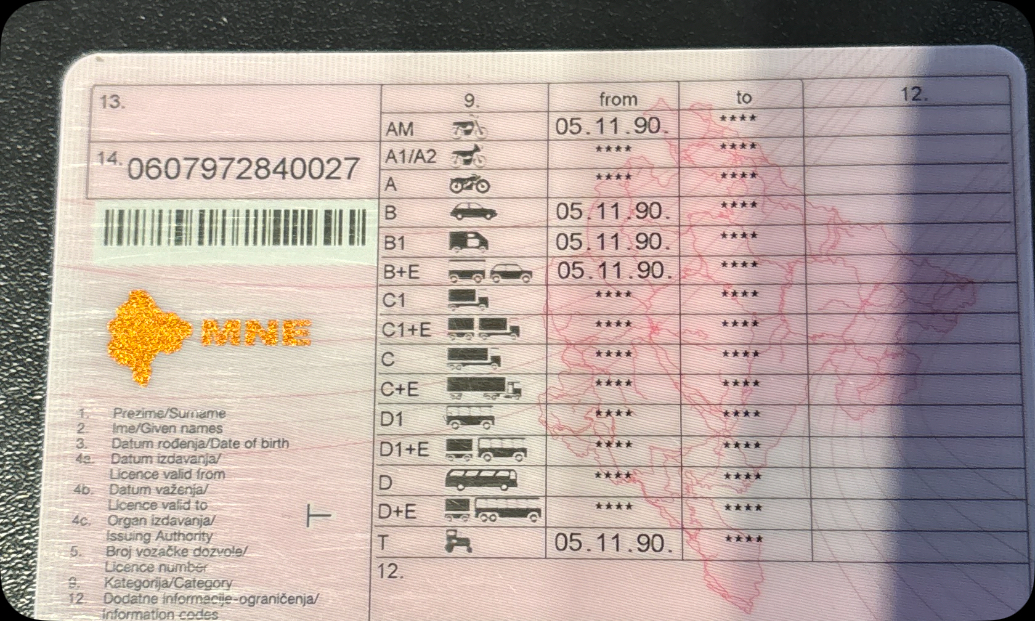 13.
14. 0607972840027
MNE
1. Prezime/Surname
2. Ime/Given names
3. Datum rođenja/Date of birth
4a. Datum izdavanja/
Licence valid from
4b. Datum važenja/
Licence valid to
4c. Organ izdavanja/
Issuing Authority
5. Broj vozačke dozvole/
Licence number
9. Kategorija/Category
12. Dodatne informacije-ograničenja/
information codes
9. from to 12.
AM 05.11.90. ****
A1/A2 **** ****
A **** ****
B 05.11.90. ****
B1 05.11.90. ****
B+E 05.11.90. ****
C1 **** ****
C1+E **** ****
C **** ****
C+E **** ****
D1 **** ****
D1+E **** ****
D **** ****
D+E **** ****
T 05.11.90. ****
12.